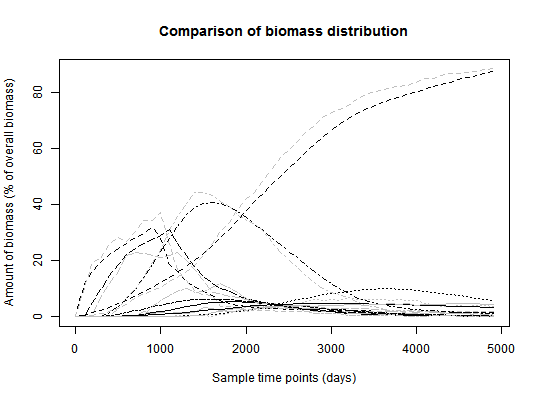 Comparison of biomass distribution
Amount of biomass (% of overall biomass)
80
60
40
20
0
0 1000 2000 3000 4000 5000
Sample time points (days)